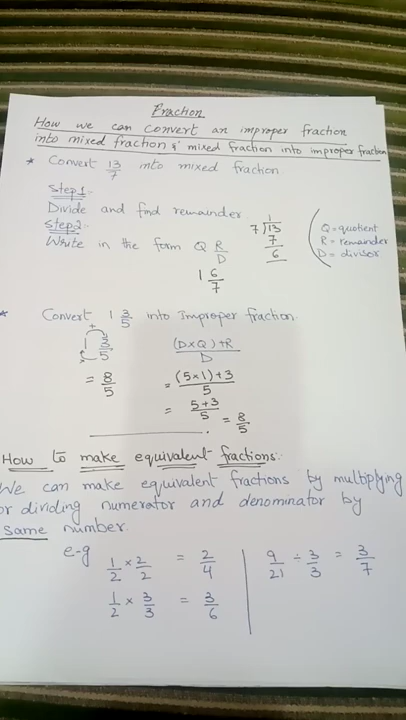 Fraction
How we can convert an improper fraction
into mixed fraction & mixed fraction into improper fraction
* Convert 13/7 into mixed fraction
Step1:-
Divide and find remainder
Step2:-
Write in the form Q R/D
1 6/7
1
7)13
7
6
Q = quotient
R = remainder
D = divisor
* Convert 1 3/5 into Improper fraction.
+
1 3/5
×
= 8/5
(D×Q)+R/D
= (5×1)+3/5
= 5+3/5 = 8/5
How to make equivalent fractions:
We can make equivalent fractions by multiplying
or dividing numerator and denominator by
same number.
e-g
1/2 × 2/2 = 2/4
1/2 × 3/3 = 3/6
9/21 ÷ 3/3 = 3/7